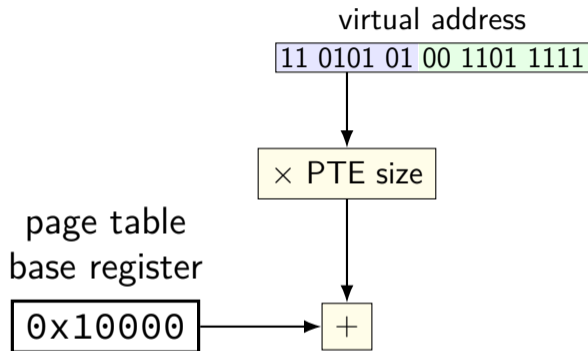 virtual address
11 0101 01 00 1101 1111
× PTE size
page table
base register
0x10000
+